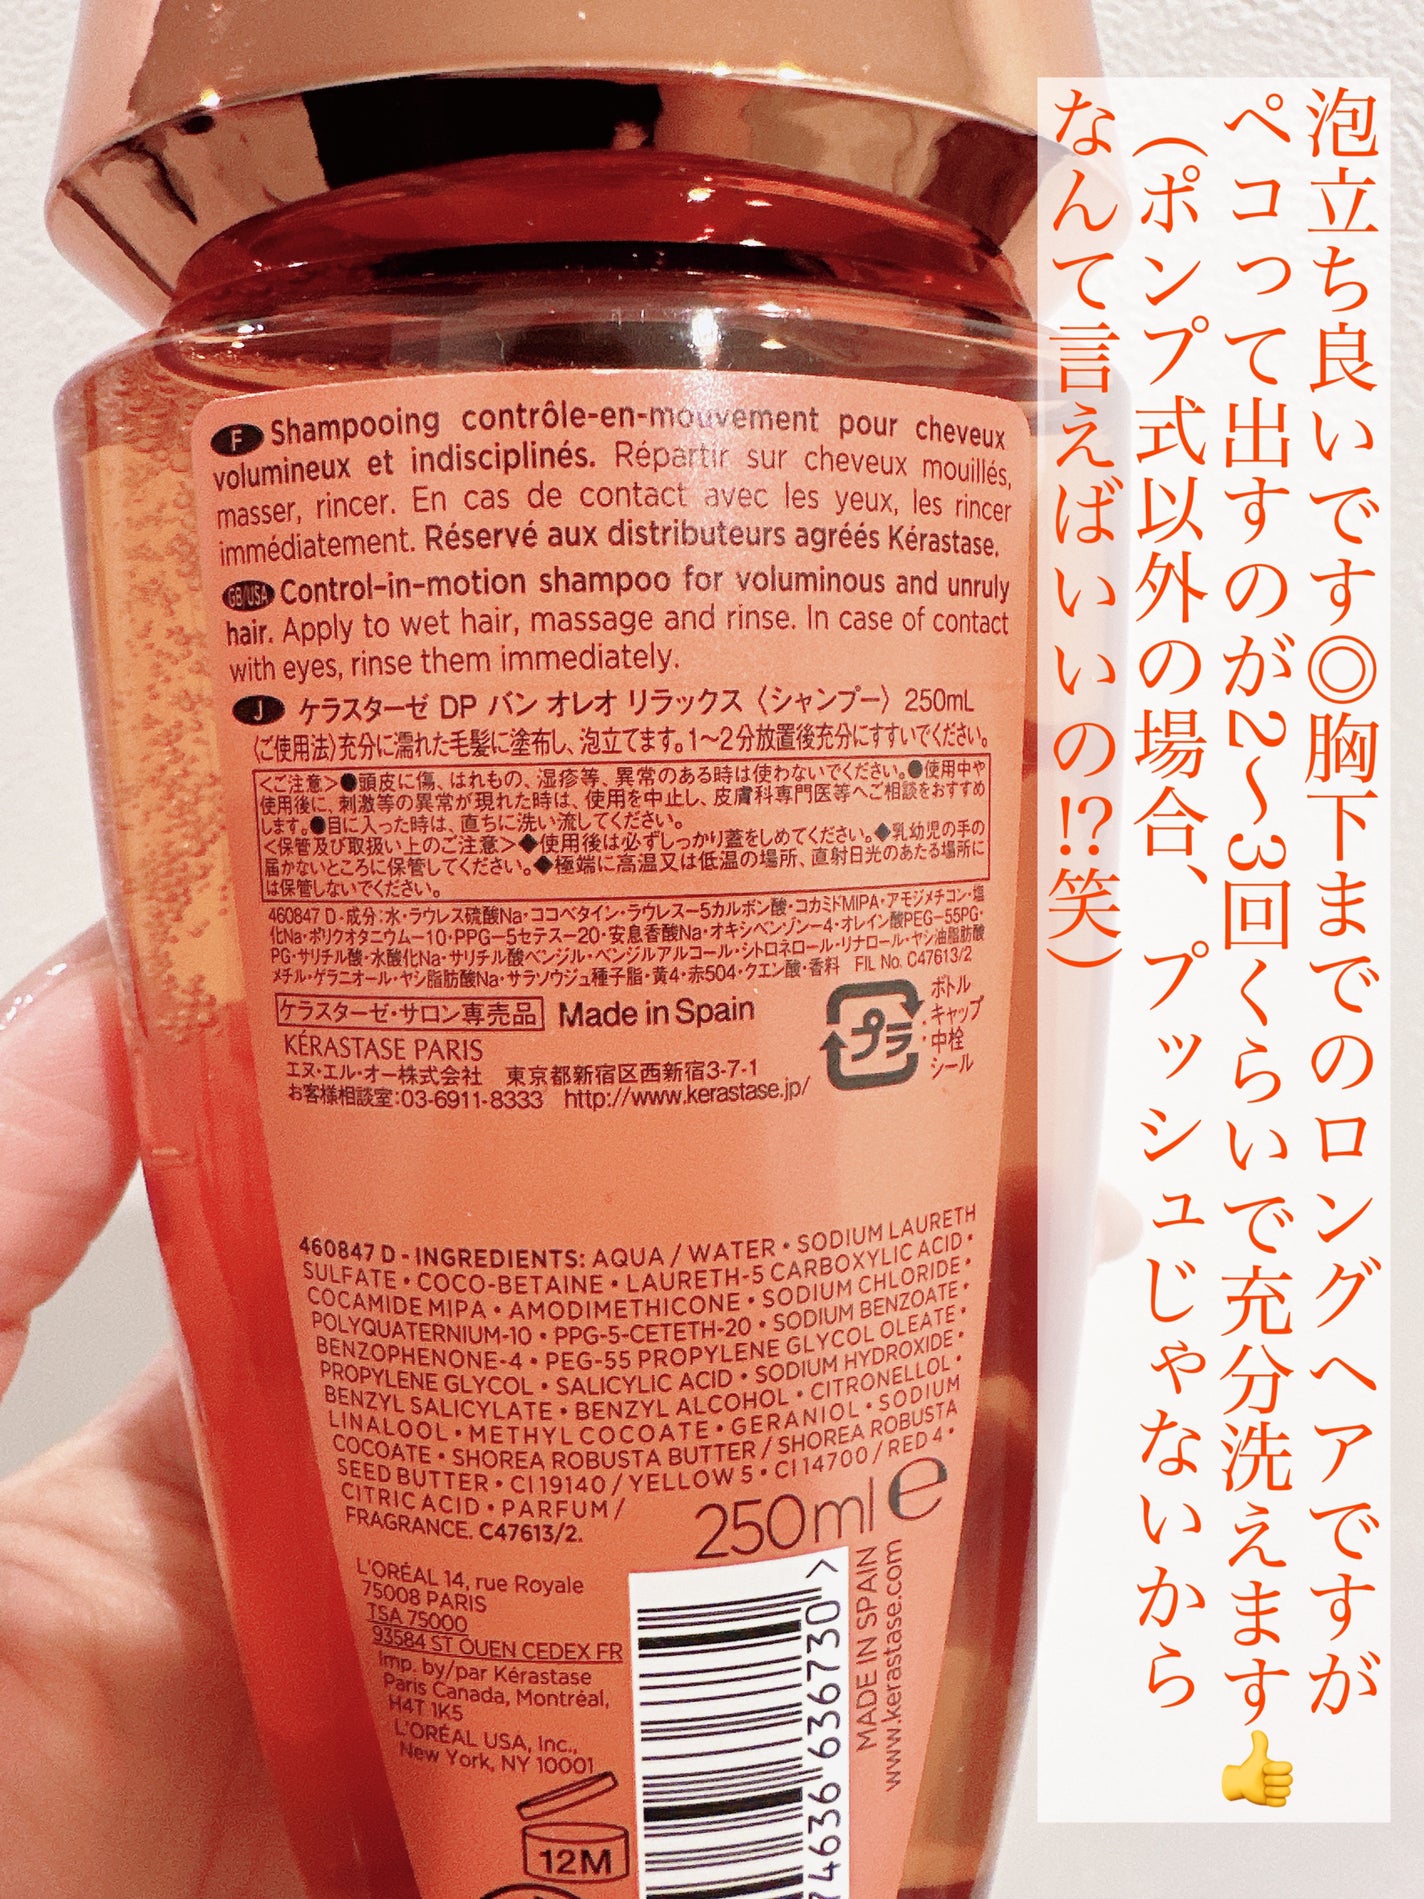 泡立ち良いです◎胸下までのロングヘアですが
ペコって出すのが2〜3回くらいで充分洗えます👍
(ポンプ式以外の場合、プッシュじゃないから
なんて言えばいいの⁉笑)
F Shampooing contrôle-en-mouvement pour cheveux
volumineux et indisciplinés. Répartir sur cheveux mouillés,
masser, rincer. En cas de contact avec les yeux, les rincer
immédiatement. Réservé aux distributeurs agréés Kérastase.
GB/USA Control-in-motion shampoo for voluminous and unruly
hair. Apply to wet hair, massage and rinse. In case of contact
with eyes, rinse them immediately.
J ケラスターゼ DP バン オレオ リラックス〈シャンプー〉250mL
〈ご使用法〉充分に濡れた毛髪に塗布し、泡立てます。1〜2分放置後充分にすすいでください。
<ご注意>●頭皮に傷、はれもの、湿疹等、異常のある時は使わないでください。●使用中や
使用後に、刺激等の異常が現れた時は、使用を中止し、皮膚科専門医等へご相談をおすすめ
します。●目に入った時は、直ちに洗い流してください。
<保管及び取扱い上のご注意>◆使用後は必ずしっかり蓋をしめてください。◆乳幼児の手の
届かないところに保管してください。◆極端に高温又は低温の場所、直射日光のあたる場所に
は保管しないでください。
460847 D-成分:水・ラウレス硫酸Na・ココベタイン・ラウレス-5カルボン酸・コカミドMIPA・アモジメチコン・塩
化Na・ポリクオタニウム-10・PPG-5セテス-20・安息香酸Na・オキシベンゾン-4・オレイン酸PEG-55PG・
PG・サリチル酸・水酸化Na・サリチル酸ベンジル・ベンジルアルコール・シトロネロール・リナロール・ヤシ油脂肪酸
メチル・ゲラニオール・ヤシ脂肪酸Na・サラソウジュ種子脂・黄4・赤504・クエン酸・香料 FIL No. C47613/2
ケラスターゼ・サロン専売品 Made in Spain
KÉRASTASE PARIS
エヌ・エル・オー株式会社 東京都新宿区西新宿3-7-1
お客様相談室:03-6911-8333 http://www.kerastase.jp/
プラ
ボトル
・キャップ
・中栓
シール
460847 D - INGREDIENTS: AQUA / WATER • SODIUM LAURETH
SULFATE • COCO-BETAINE • LAURETH-5 CARBOXYLIC ACID •
COCAMIDE MIPA • AMODIMETHICONE • SODIUM CHLORIDE •
POLYQUATERNIUM-10 • PPG-5-CETETH-20 • SODIUM BENZOATE •
BENZOPHENONE-4 • PEG-55 PROPYLENE GLYCOL OLEATE •
PROPYLENE GLYCOL • SALICYLIC ACID • SODIUM HYDROXIDE •
BENZYL SALICYLATE • BENZYL ALCOHOL • CITRONELLOL •
LINALOOL • METHYL COCOATE • GERANIOL • SODIUM
COCOATE • SHOREA ROBUSTA BUTTER / SHOREA ROBUSTA
SEED BUTTER • CI 19140 / YELLOW 5 • CI 14700 / RED 4 •
CITRIC ACID • PARFUM /
FRAGRANCE. C47613/2.
250ml e
L'ORÉAL 14, rue Royale
75008 PARIS
TSA 75000
93584 ST OUEN CEDEX FR
Imp. by/par Kérastase
Paris Canada, Montréal,
H4T 1K5
L'ORÉAL USA, Inc.,
New York, NY 10001
12M
74636 636730 >
MADE IN SPAIN
www.kerastase.com